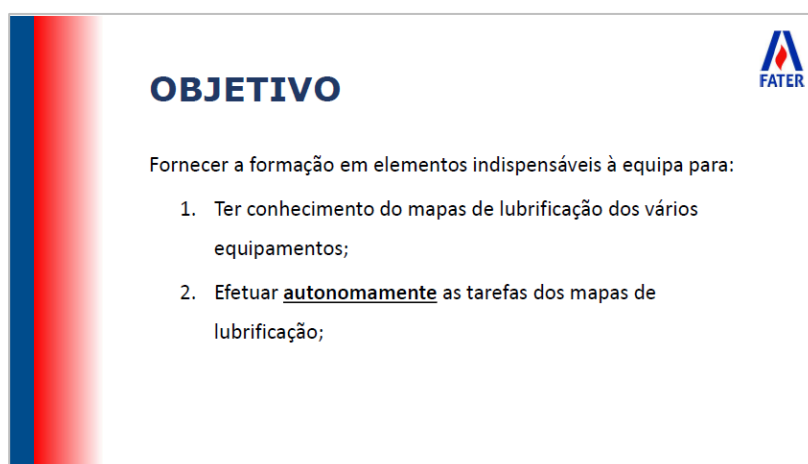 FATER
OBJETIVO
Fornecer a formação em elementos indispensáveis à equipa para:
1. Ter conhecimento do mapas de lubrificação dos vários
equipamentos;
2. Efetuar autonomamente as tarefas dos mapas de
lubrificação;